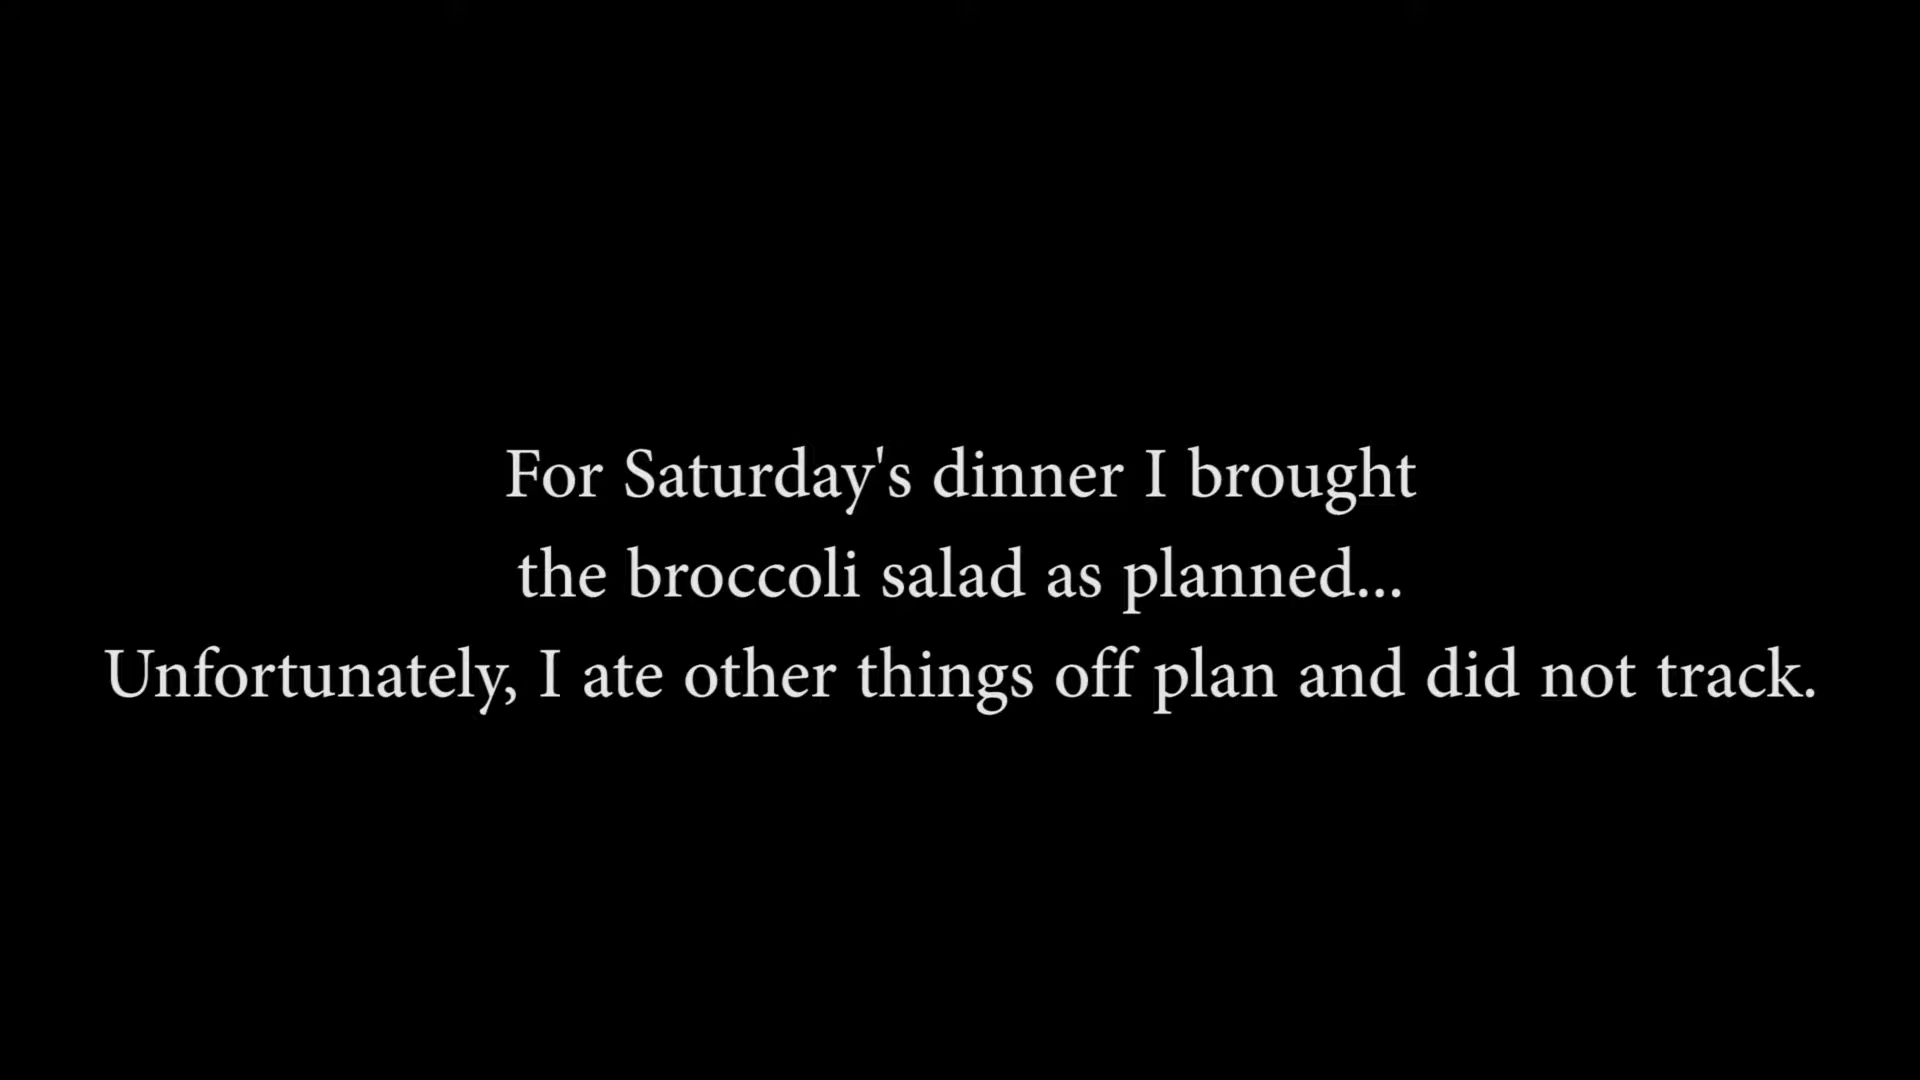 For Saturday's dinner I brought
the broccoli salad as planned...
Unfortunately, I ate other things off plan and did not track.